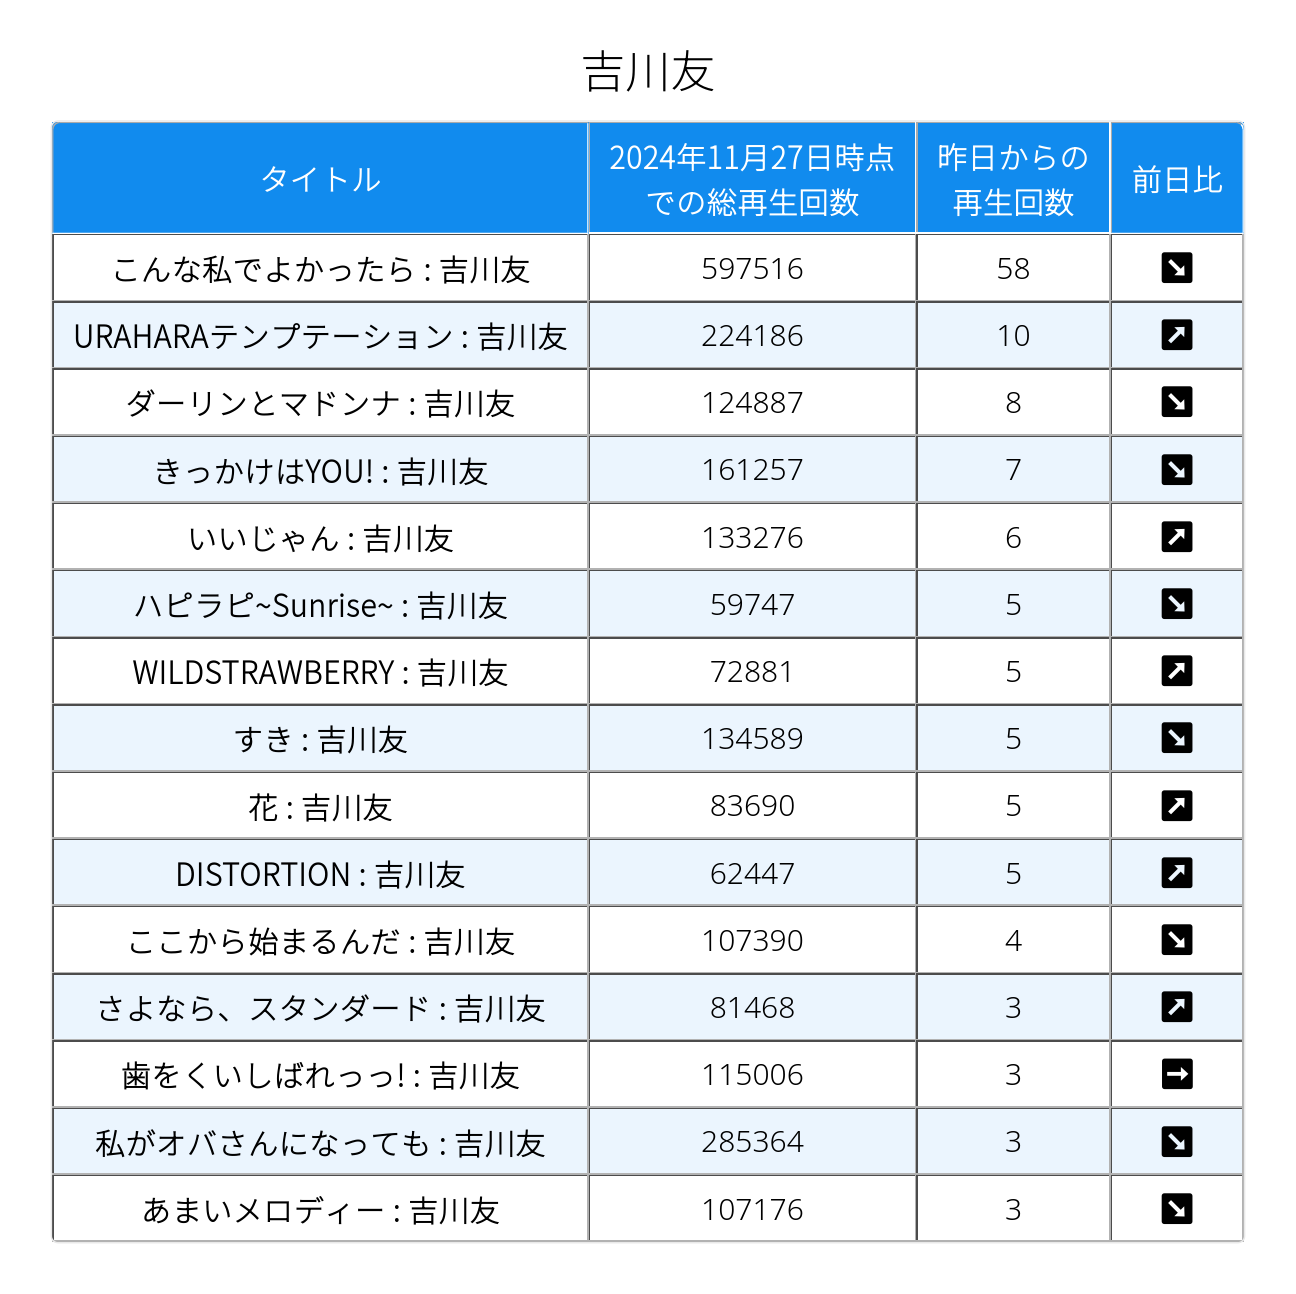 吉川友
タイトル 2024年11月27日時点での総再生回数 昨日からの再生回数 前日比
こんな私でよかったら : 吉川友 597516 58 ↘
URAHARAテンプテーション : 吉川友 224186 10 ↗
ダーリンとマドンナ : 吉川友 124887 8 ↘
きっかけはYOU! : 吉川友 161257 7 ↘
いいじゃん : 吉川友 133276 6 ↗
ハピラピ~Sunrise~ : 吉川友 59747 5 ↘
WILDSTRAWBERRY : 吉川友 72881 5 ↗
すき : 吉川友 134589 5 ↘
花 : 吉川友 83690 5 ↗
DISTORTION : 吉川友 62447 5 ↗
ここから始まるんだ : 吉川友 107390 4 ↘
さよなら、スタンダード : 吉川友 81468 3 ↗
歯をくいしばれっっ! : 吉川友 115006 3 →
私がオバさんになっても : 吉川友 285364 3 ↘
あまいメロディー : 吉川友 107176 3 ↘